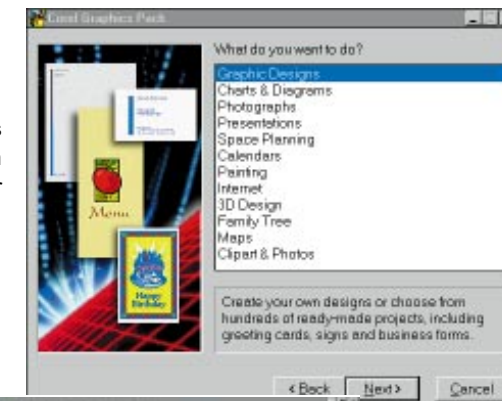 Corel Graphics Pack
What do you want to do?
Graphic Designs
Charts & Diagrams
Photographs
Presentations
Space Planning
Calendars
Painting
Internet
3D Design
Family Tree
Maps
Clipart & Photos
Menu
Happy
Birthday
Create your own designs or choose from
hundreds of ready-made projects, including
greeting cards, signs and business forms.
< Back
Next >
Cancel